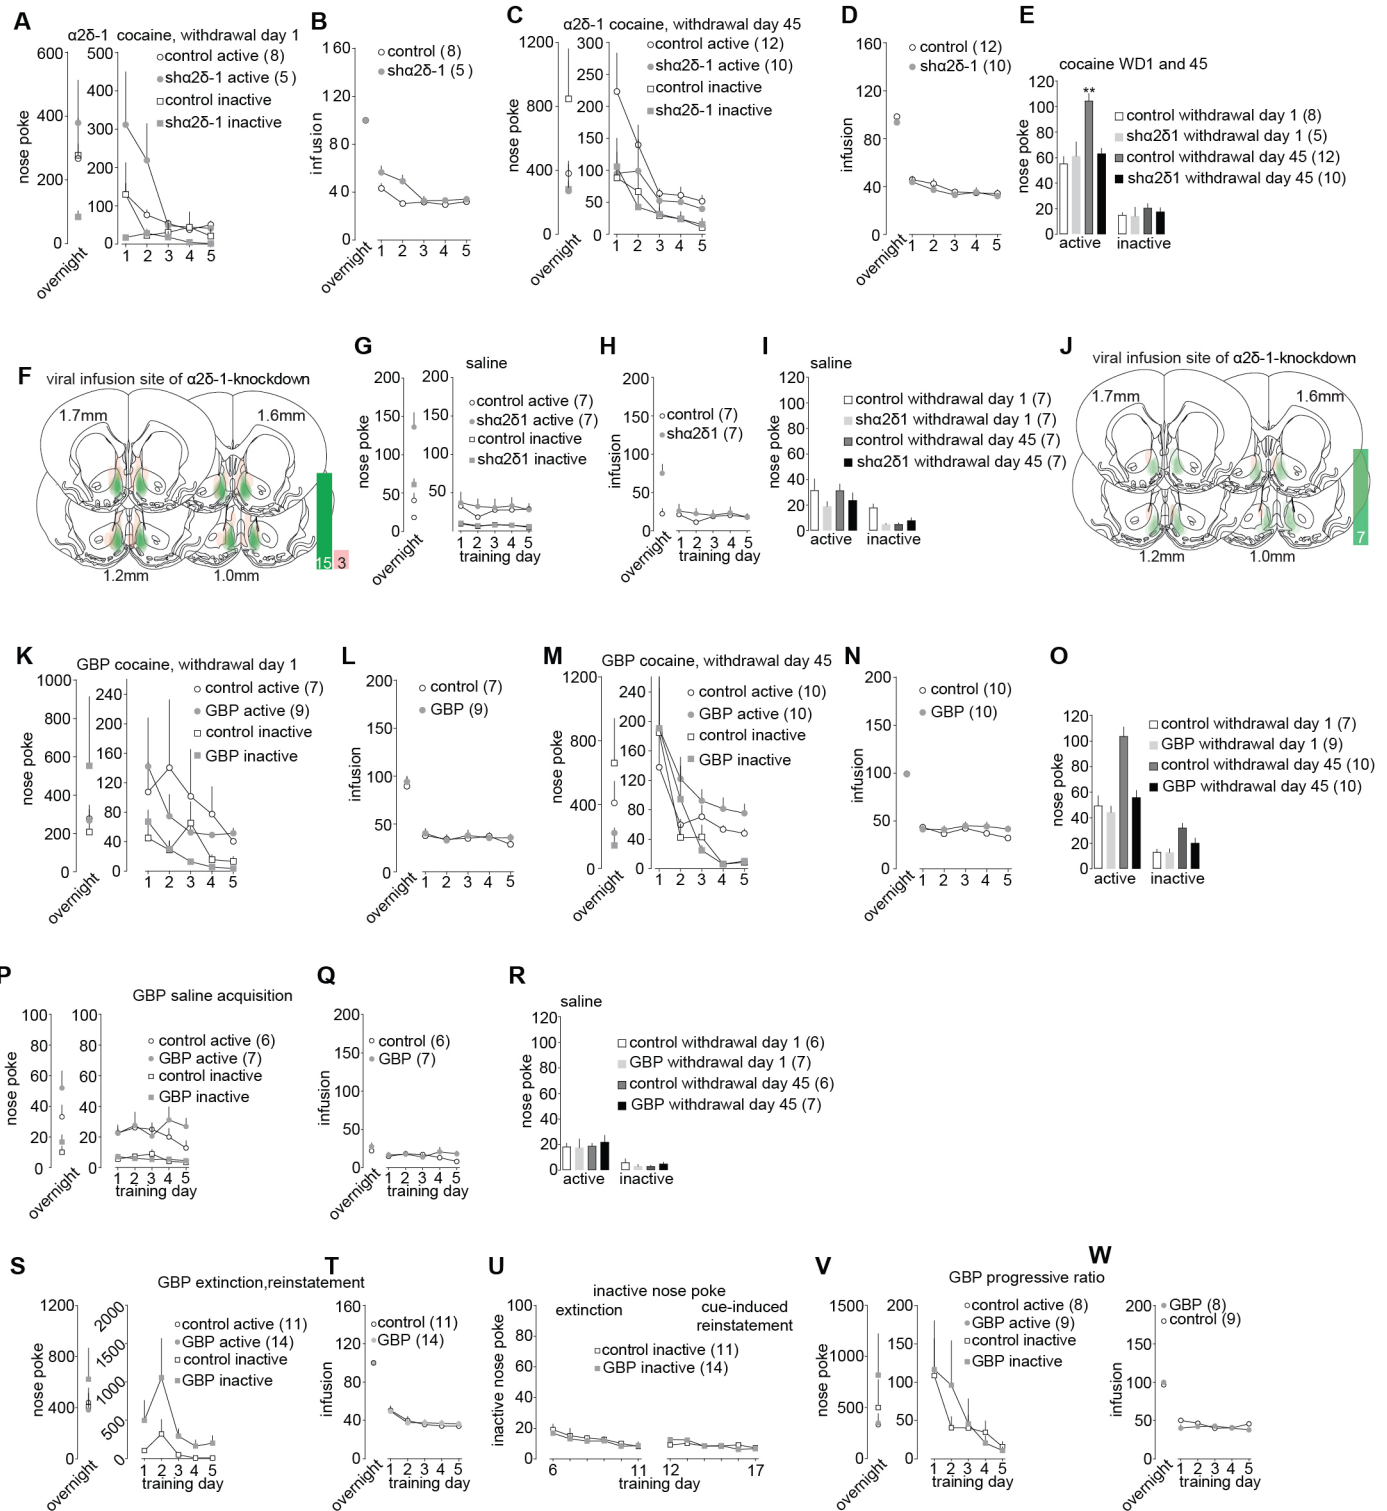 A
α2δ-1 cocaine, withdrawal day 1
nose poke
600
400
200
0
overnight
500
400
300
200
100
0
1 2 3 4 5
control active (8)
shα2δ-1 active (5)
control inactive
shα2δ-1 inactive
B
infusion
160
120
80
40
0
overnight
1 2 3 4 5
control (8)
shα2δ-1 (5)
C
α2δ-1 cocaine, withdrawal day 45
nose poke
1200
800
400
0
overnight
300
250
200
150
100
50
0
1 2 3 4 5
control active (12)
shα2δ-1 active (10)
control inactive
shα2δ-1 inactive
D
infusion
160
120
80
40
0
overnight
1 2 3 4 5
control (12)
shα2δ-1 (10)
E
cocaine WD1 and 45
nose poke
120
100
80
60
40
20
0
**
active inactive
control withdrawal day 1 (8)
shα2δ1 withdrawal day 1 (5)
control withdrawal day 45 (12)
shα2δ1 withdrawal day 45 (10)
F
viral infusion site of α2δ-1-knockdown
1.7mm
1.6mm
1.2mm
1.0mm
15 3
G
saline
nose poke
200
150
100
50
0
overnight
200
150
100
50
1 2 3 4 5
training day
control active (7)
shα2δ1 active (7)
control inactive
shα2δ1 inactive
H
infusion
200
150
100
50
0
overnight
1 2 3 4 5
training day
control (7)
shα2δ1 (7)
I
saline
nose poke
120
100
80
60
40
20
0
active inactive
control withdrawal day 1 (7)
shα2δ1 withdrawal day 1 (7)
control withdrawal day 45 (7)
shα2δ1 withdrawal day 45 (7)
J
viral infusion site of α2δ-1-knockdown
1.7mm
1.6mm
1.2mm
1.0mm
7
K
GBP cocaine, withdrawal day 1
nose poke
1000
800
600
400
200
0
overnight
240
200
160
120
80
40
0
1 2 3 4 5
control active (7)
GBP active (9)
control inactive
GBP inactive
L
infusion
200
150
100
50
0
overnight
1 2 3 4 5
control (7)
GBP (9)
M
GBP cocaine, withdrawal day 45
nose poke
1200
800
400
0
overnight
240
200
160
120
80
40
0
1 2 3 4 5
control active (10)
GBP active (10)
control inactive
GBP inactive
N
infusion
200
150
100
50
0
overnight
1 2 3 4 5
control (10)
GBP (10)
O
nose poke
120
100
80
60
40
20
0
active inactive
control withdrawal day 1 (7)
GBP withdrawal day 1 (9)
control withdrawal day 45 (10)
GBP withdrawal day 45 (10)
P
GBP saline acquisition
nose poke
100
80
60
40
20
0
overnight
100
80
60
40
20
0
1 2 3 4 5
training day
control active (6)
GBP active (7)
control inactive
GBP inactive
Q
infusion
200
150
100
50
0
overnight
1 2 3 4 5
training day
control (6)
GBP (7)
R
saline
nose poke
120
100
80
60
40
20
0
active inactive
control withdrawal day 1 (6)
GBP withdrawal day 1 (7)
control withdrawal day 45 (6)
GBP withdrawal day 45 (7)
S
GBP extinction,reinstatement
nose poke
1200
800
400
0
overnight
2000
1500
1000
500
0
1 2 3 4 5
training day
control active (11)
GBP active (14)
control inactive
GBP inactive
T
infusion
160
120
80
40
0
overnight
1 2 3 4 5
training day
control (11)
GBP (14)
U
inactive nose poke
extinction
cue-induced
reinstatement
inactive nose poke
100
80
60
40
20
0
6 11 12 17
training day
control inactive (11)
GBP inactive (14)
V
GBP progressive ratio
nose poke
1500
1000
500
0
overnight
200
150
100
50
0
1 2 3 4 5
training day
control active (8)
GBP active (9)
control inactive
GBP inactive
W
infusion
200
150
100
50
0
overnight
1 2 3 4 5
training day
GBP (8)
control (9)